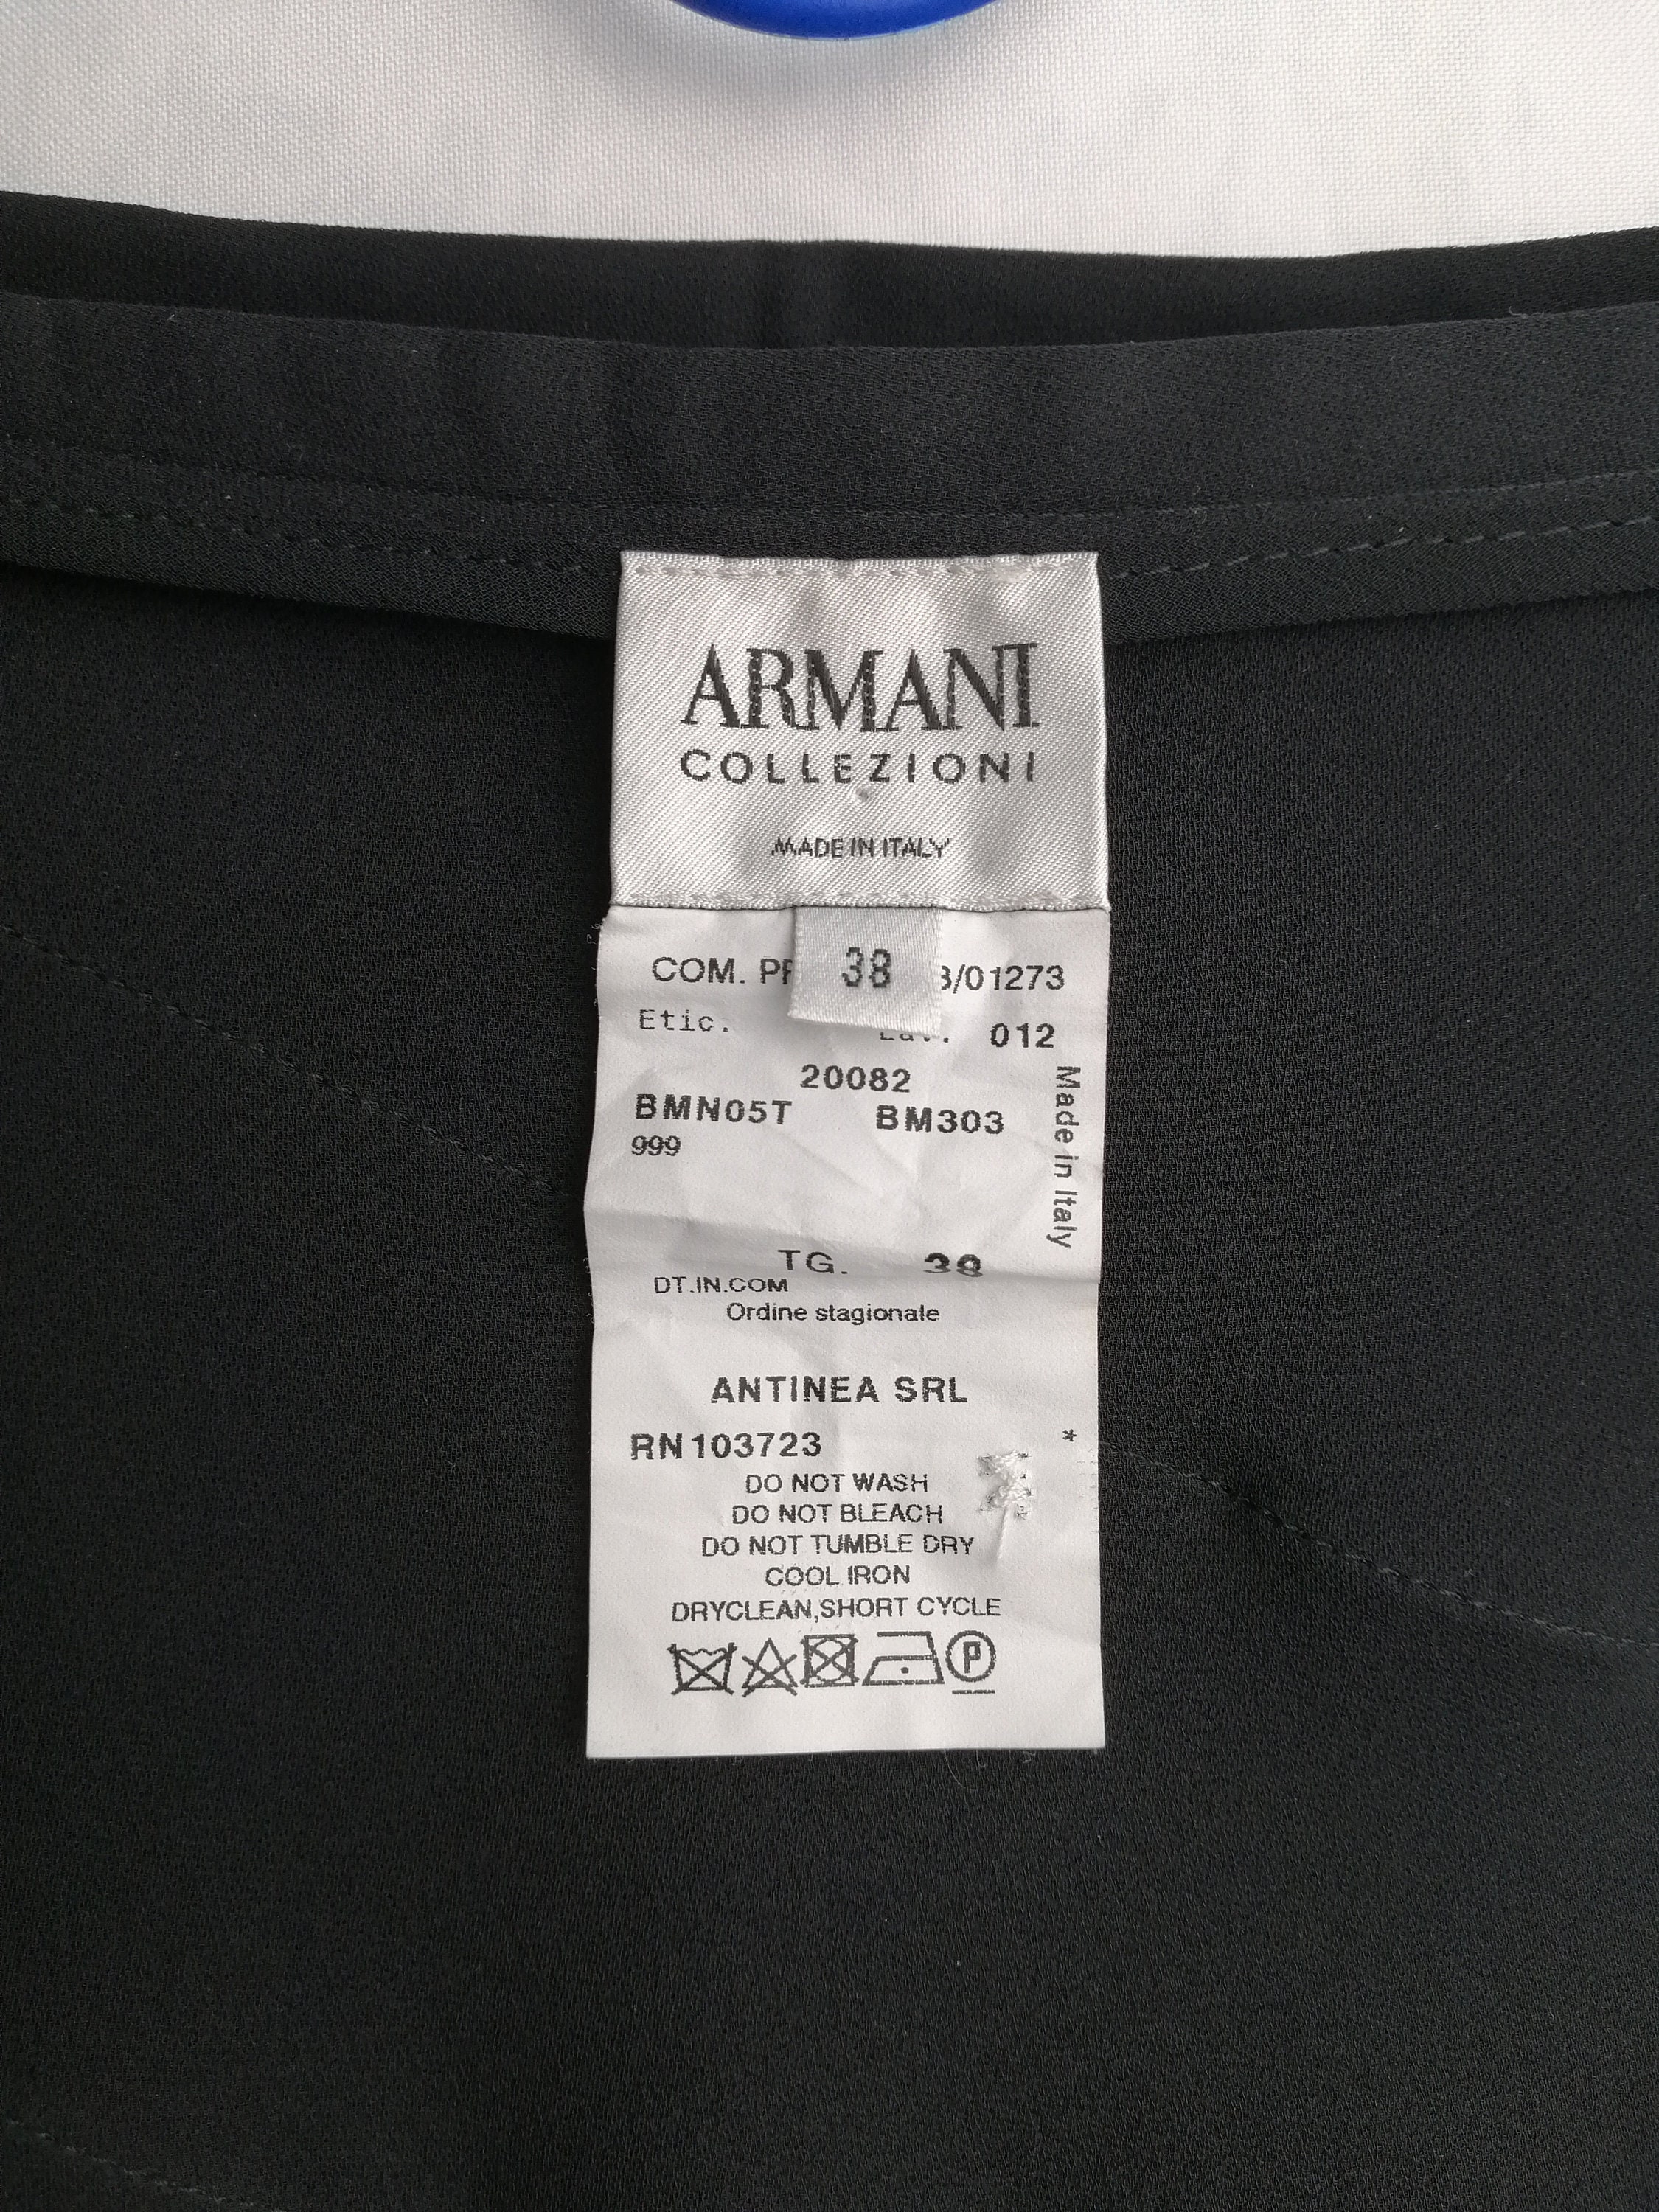 ARMANI
COLLEZIONI
MADE IN ITALY
38
COM. /01273
Etic. 012
20082
BMN05T BM303
999
Made in Italy
TG. 38
DT.IN.COM
Ordine stagionale
ANTINEA SRL
RN103723 *
DO NOT WASH
DO NOT BLEACH
DO NOT TUMBLE DRY
COOL IRON
DRYCLEAN,SHORT CYCLE
P